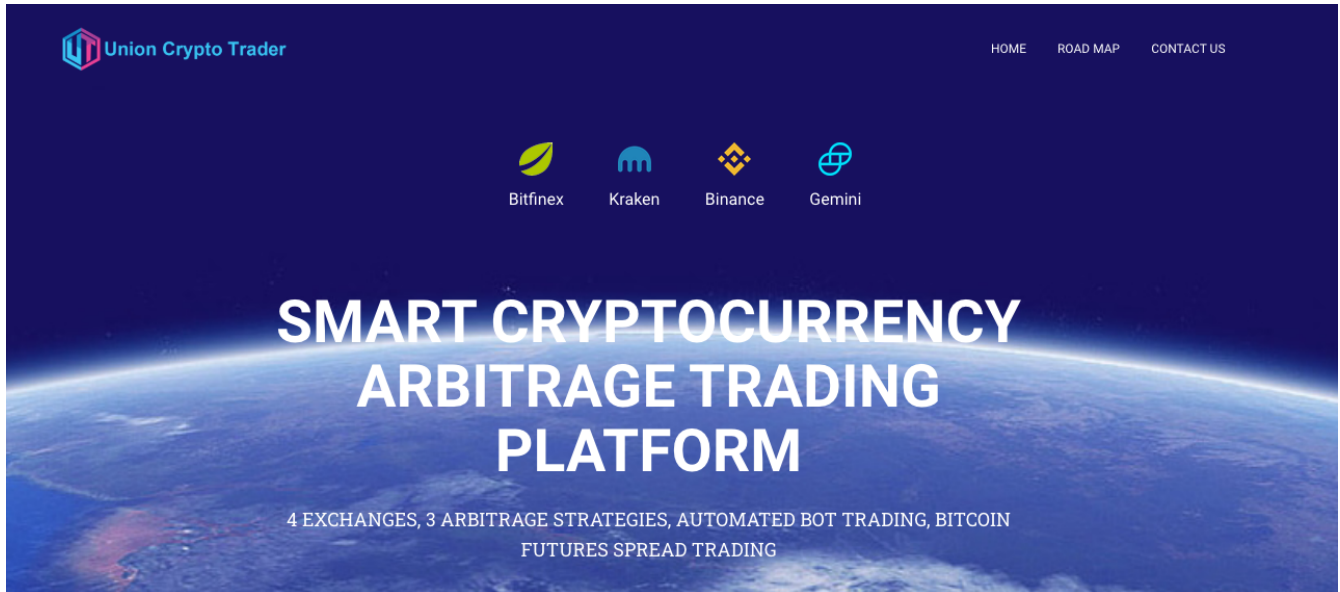 Union Crypto Trader
HOME ROAD MAP CONTACT US
Bitfinex Kraken Binance Gemini
SMART CRYPTOCURRENCY
ARBITRAGE TRADING
PLATFORM
4 EXCHANGES, 3 ARBITRAGE STRATEGIES, AUTOMATED BOT TRADING, BITCOIN
FUTURES SPREAD TRADING